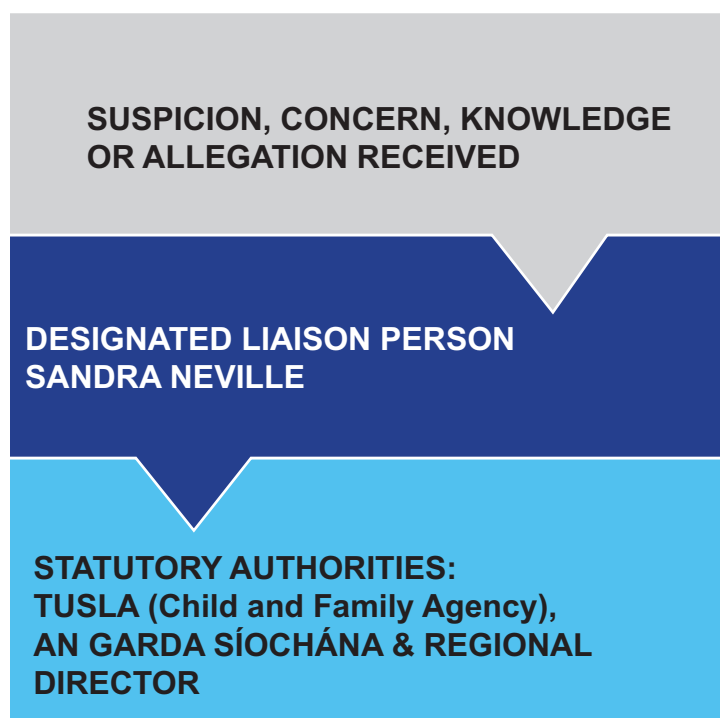 SUSPICION, CONCERN, KNOWLEDGE
OR ALLEGATION RECEIVED
DESIGNATED LIAISON PERSON
SANDRA NEVILLE
STATUTORY AUTHORITIES:
TUSLA (Child and Family Agency),
AN GARDA SÍOCHÁNA & REGIONAL
DIRECTOR